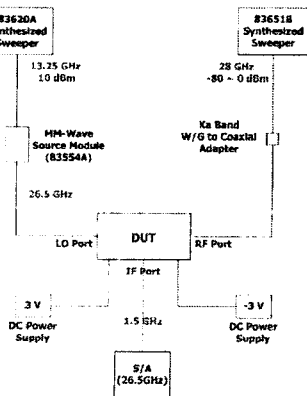 83620A
Synthesized
Sweeper
83651B
Synthesized
Sweeper
13.25 GHz
10 dBm
28 GHz
-80 ~ 0 dBm
MM-Wave
Source Module
(83554A)
Ka Band
W/G to Coaxial
Adapter
26.5 GHz
LO Port
DUT
RF Port
IF Port
3 V
1.5 GHz
-3 V
DC Power
Supply
DC Power
Supply
S/A
(26.5GHz)